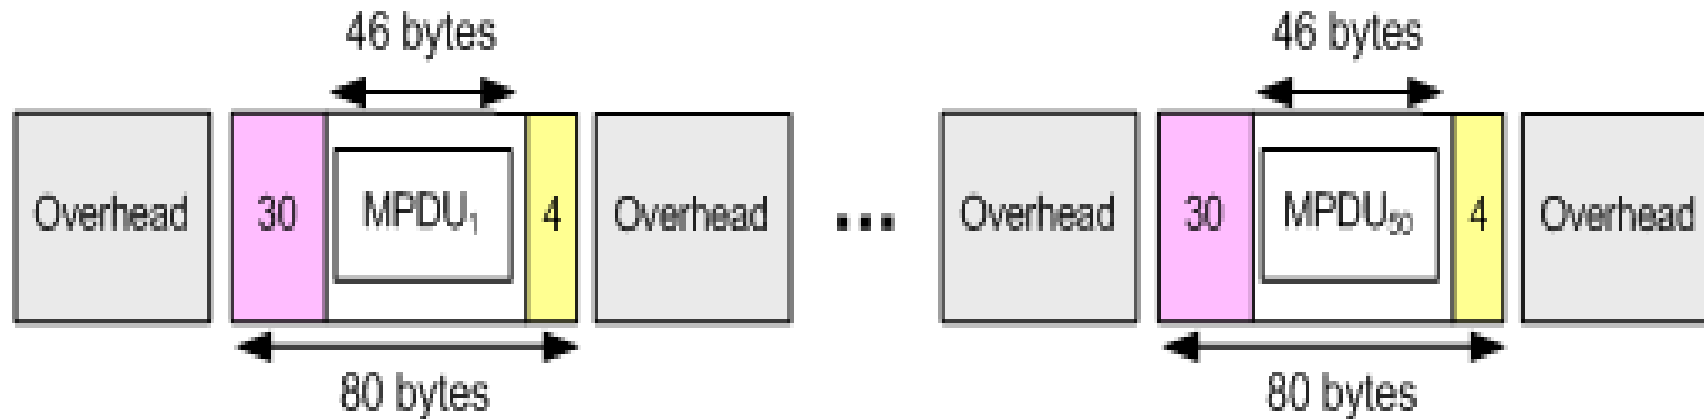 46 bytes 46 bytes
Overhead 30 MPDU₁ 4 Overhead ... Overhead 30 MPDU₅₀ 4 Overhead
80 bytes 80 bytes